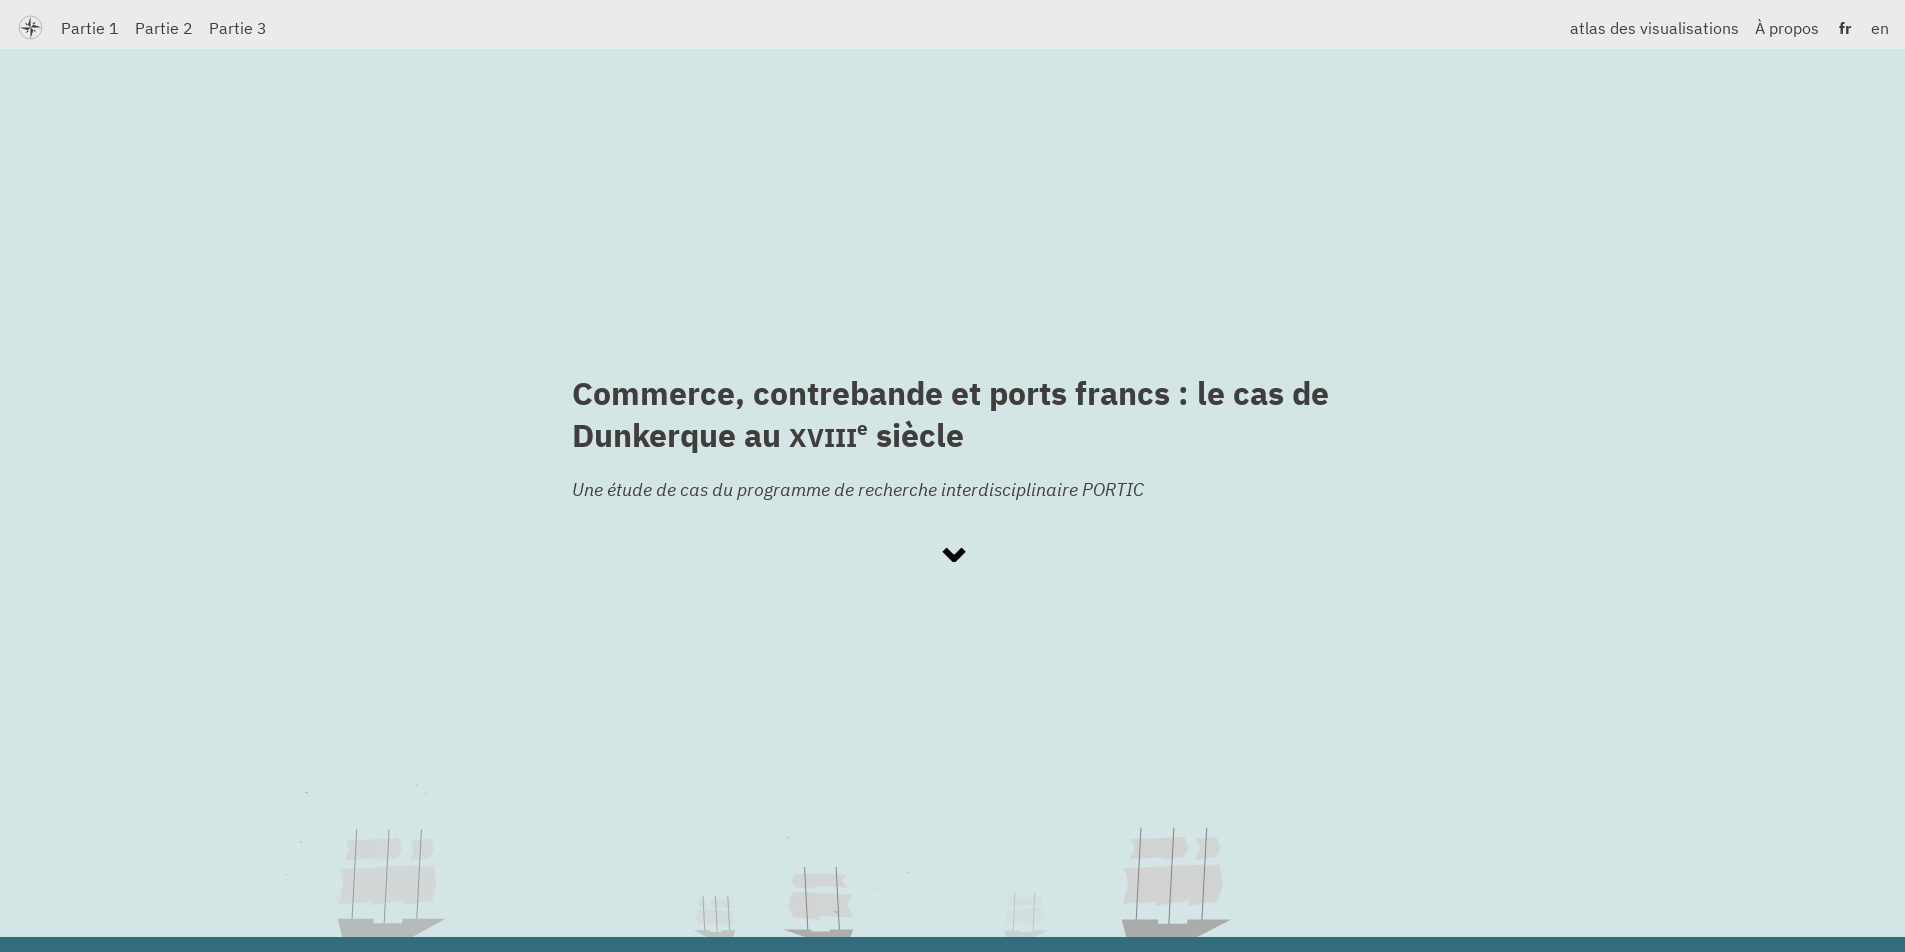 Partie 1 Partie 2 Partie 3 atlas des visualisations À propos fr en
Commerce, contrebande et ports francs : le cas de
Dunkerque au XVIIIe siècle
Une étude de cas du programme de recherche interdisciplinaire PORTIC